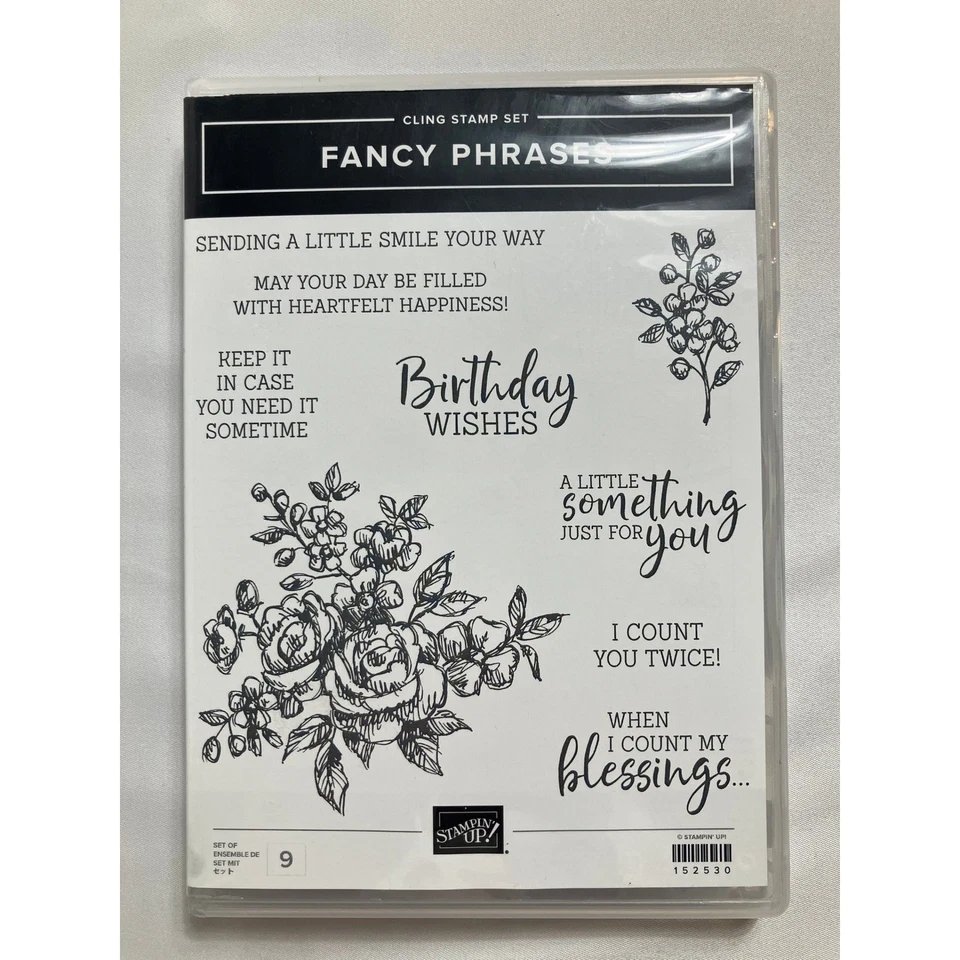 CLING STAMP SET
FANCY PHRASES
SENDING A LITTLE SMILE YOUR WAY
MAY YOUR DAY BE FILLED
WITH HEARTFELT HAPPINESS!
KEEP IT
IN CASE
YOU NEED IT
SOMETIME
Birthday
WISHES
A LITTLE
something
JUST FOR you
I COUNT
YOU TWICE!
WHEN
I COUNT MY
blessings...
STAMPIN'
UP!
SET OF
ENSEMBLE DE
SET MIT
セット
9
© STAMPIN' UP!
152530